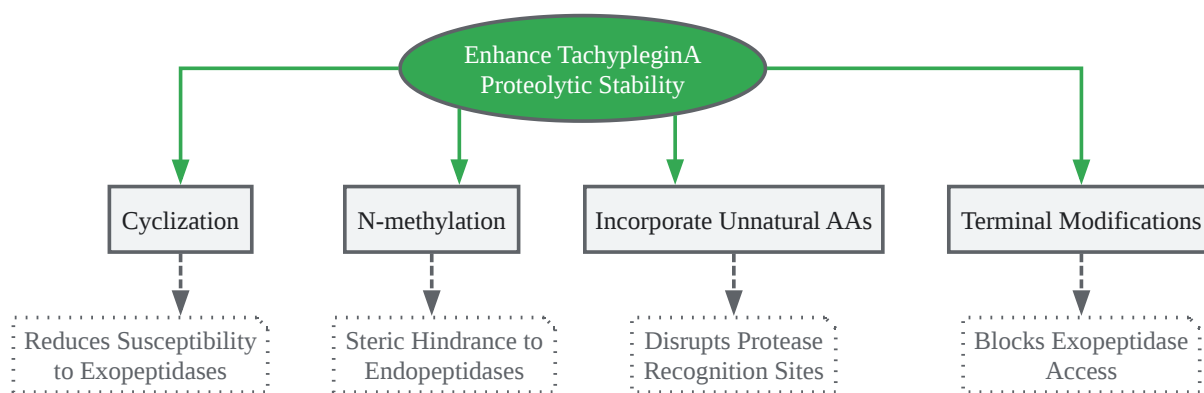 Enhance TachypleginA
Proteolytic Stability
Cyclization
N-methylation
Incorporate Unnatural AAs
Terminal Modifications
Reduces Susceptibility
to Exopeptidases
Steric Hindrance to
Endopeptidases
Disrupts Protease
Recognition Sites
Blocks Exopeptidase
Access